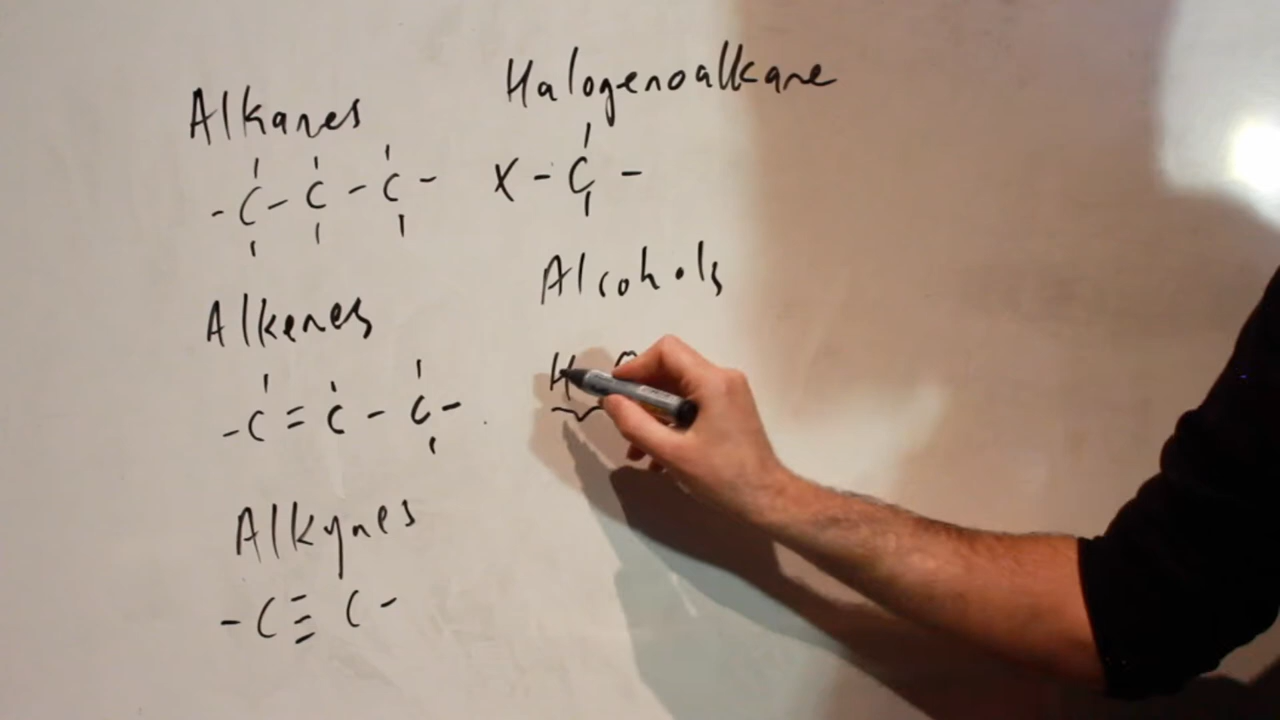 Alkanes
- C - C - C -
Alkenes
- C = C - C -
Alkynes
- C ≡ C -
Halogenoalkane
X - C -
Alcohols
H